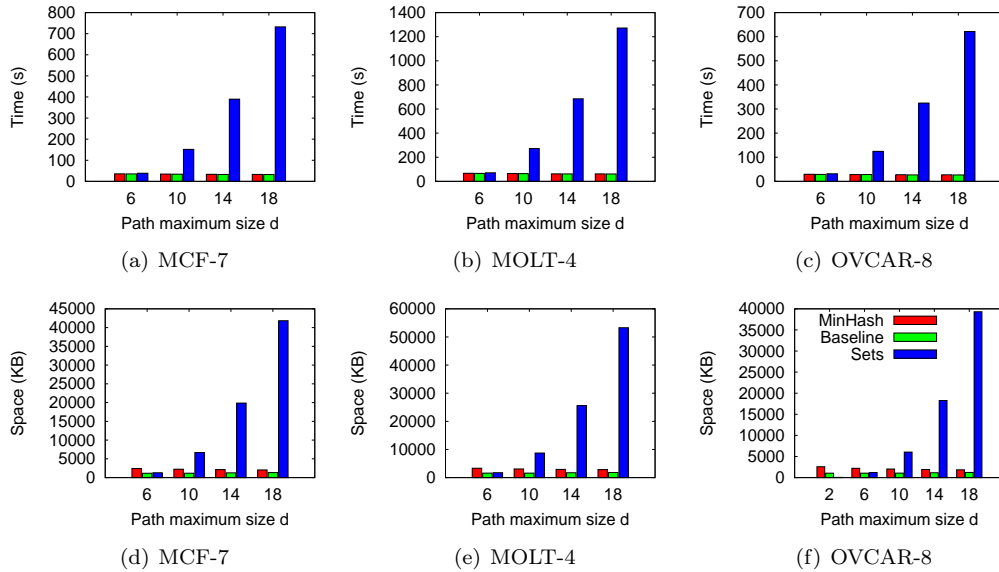 Time (s)
800
700
600
500
400
300
200
100
0
6 10 14 18
Path maximum size d
(a) MCF-7
Time (s)
1400
1200
1000
800
600
400
200
0
6 10 14 18
Path maximum size d
(b) MOLT-4
Time (s)
700
600
500
400
300
200
100
0
6 10 14 18
Path maximum size d
(c) OVCAR-8
Space (KB)
45000
40000
35000
30000
25000
20000
15000
10000
5000
0
6 10 14 18
Path maximum size d
(d) MCF-7
Space (KB)
60000
50000
40000
30000
20000
10000
0
6 10 14 18
Path maximum size d
(e) MOLT-4
Space (KB)
40000
35000
30000
25000
20000
15000
10000
5000
0
MinHash
Baseline
Sets
2 6 10 14 18
Path maximum size d
(f) OVCAR-8